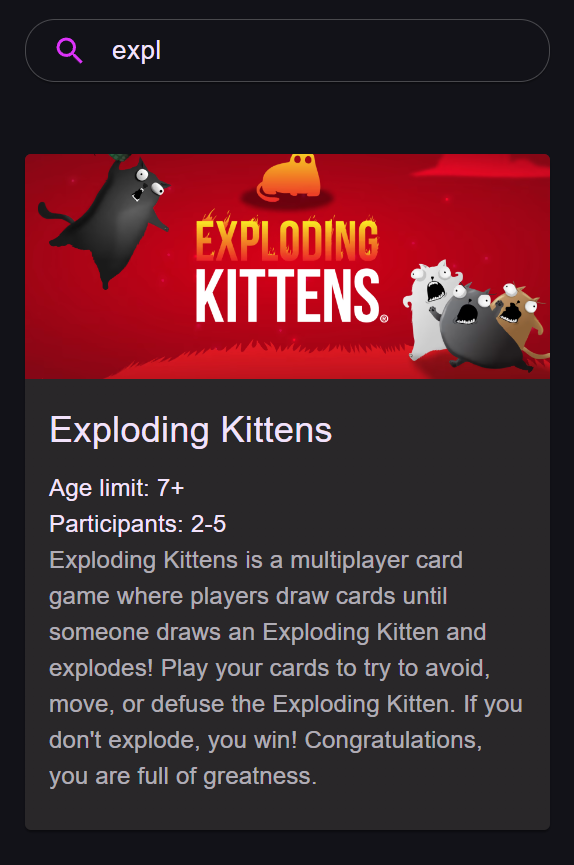 expl
EXPLODING
KITTENS®
Exploding Kittens
Age limit: 7+
Participants: 2-5
Exploding Kittens is a multiplayer card
game where players draw cards until
someone draws an Exploding Kitten and
explodes! Play your cards to try to avoid,
move, or defuse the Exploding Kitten. If you
don't explode, you win! Congratulations,
you are full of greatness.